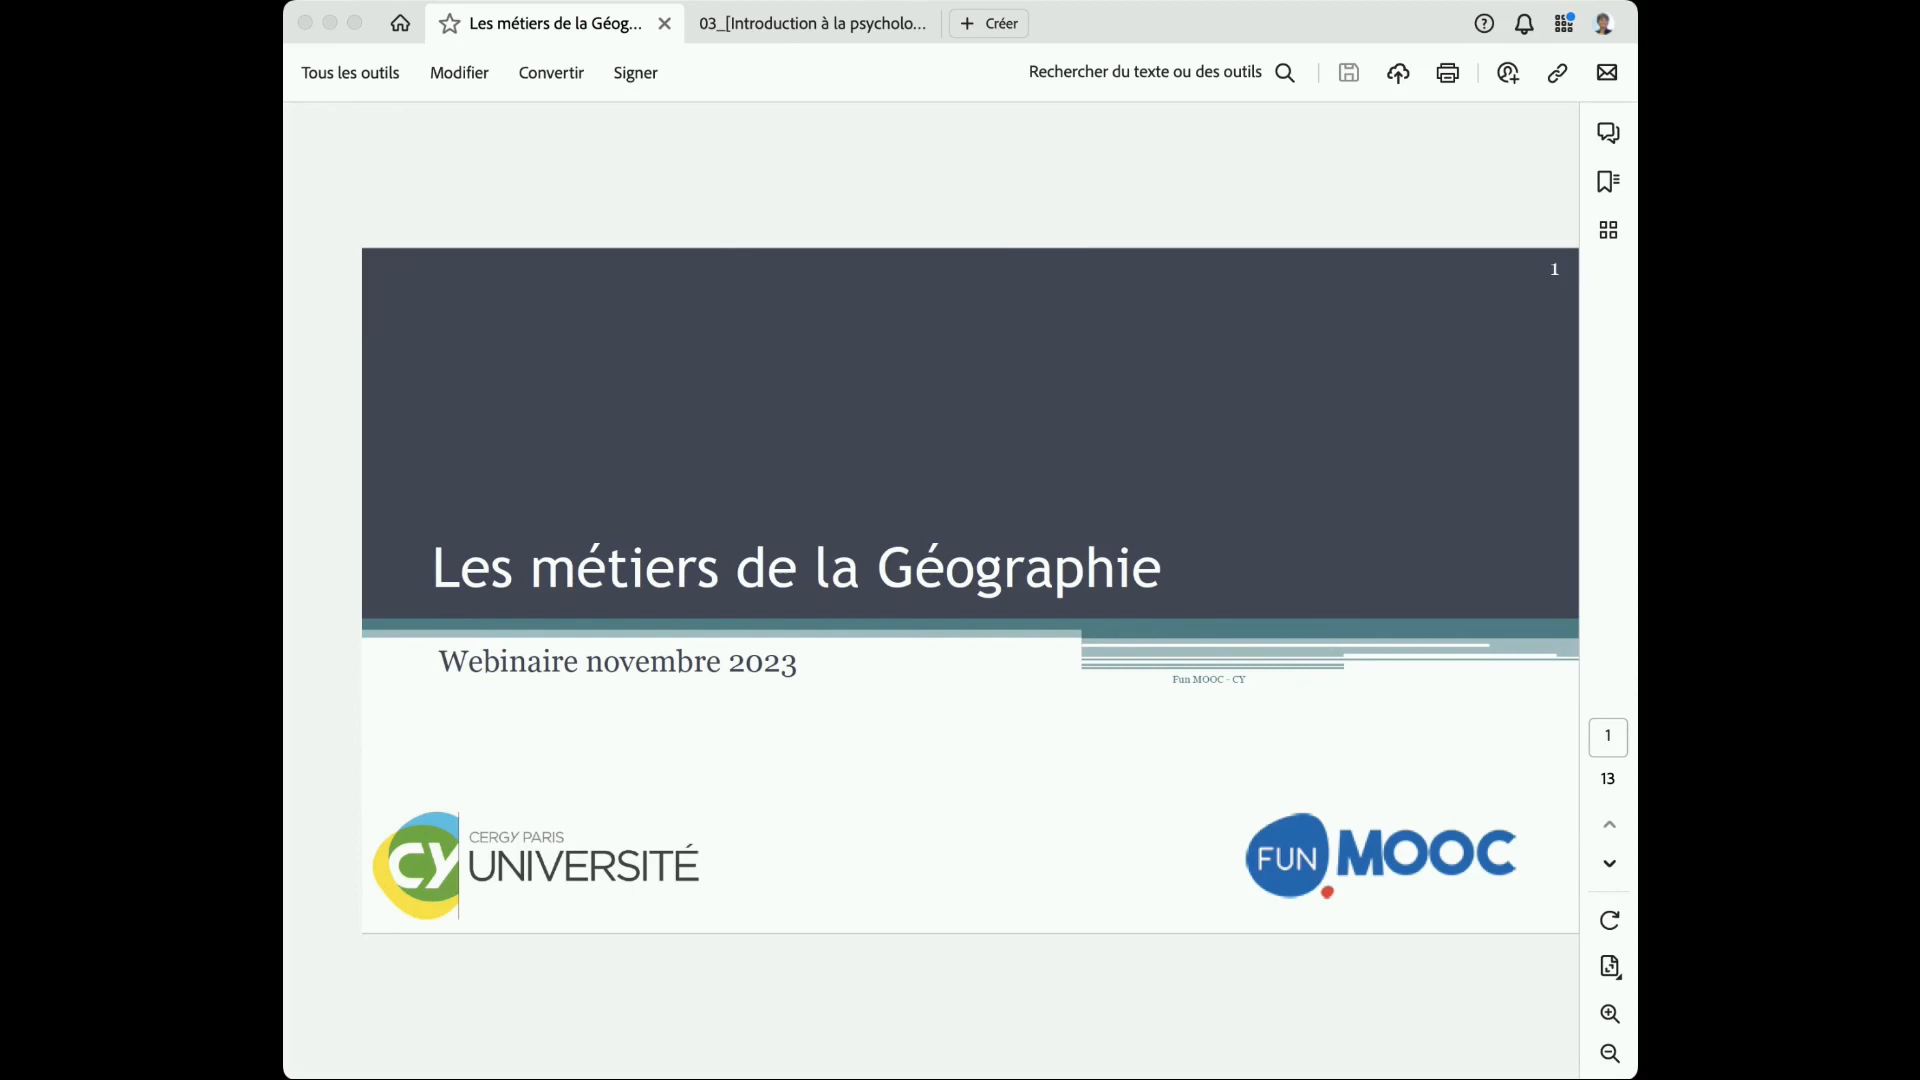 Les métiers de la Géog...
03_[Introduction à la psycholo...
Créer
Tous les outils
Modifier
Convertir
Signer
Rechercher du texte ou des outils
1
Les métiers de la Géographie
Webinaire novembre 2023
Fun MOOC - CY
CY
CERGY PARIS
UNIVERSITÉ
FUN MOOC
1
13